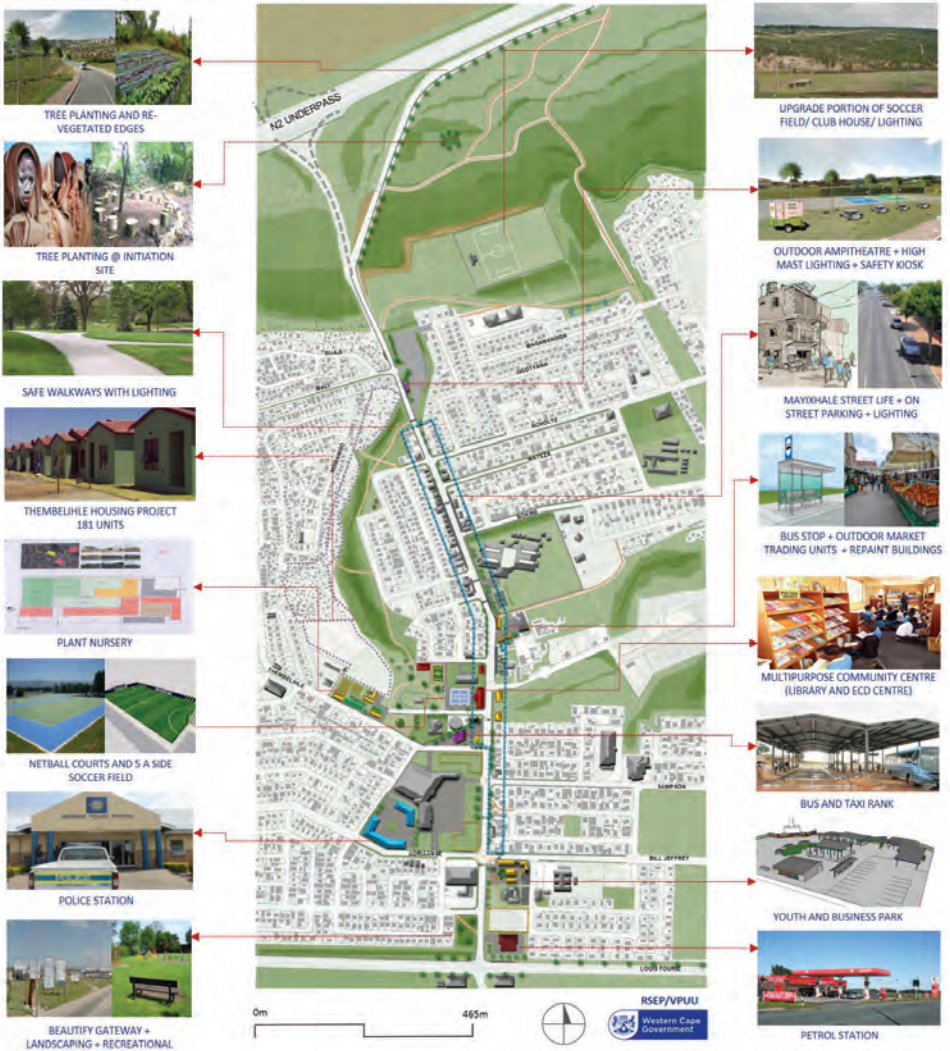 TREE PLANTING AND RE-
VEGETATED EDGES
TREE PLANTING @ INITIATION
SITE
SAFE WALKWAYS WITH LIGHTING
THEMBELIHLE HOUSING PROJECT
181 UNITS
PLANT NURSERY
NETBALL COURTS AND 5 A SIDE
SOCCER FIELD
POLICE STATION
BEAUTIFY GATEWAY +
LANDSCAPING + RECREATIONAL
N2 UNDERPASS
MALI
SAMPSON
BILL JEFFREY
LOUIS FOURIE
0m
465m
RSEP/VPUU
Western Cape
Government
UPGRADE PORTION OF SOCCER
FIELD/ CLUB HOUSE/ LIGHTING
OUTDOOR AMPITHEATRE + HIGH
MAST LIGHTING + SAFETY KIOSK
MAYIXHALE STREET LIFE + ON
STREET PARKING + LIGHTING
BUS STOP + OUTDOOR MARKET
TRADING UNITS + REPAINT BUILDINGS
MULTIPURPOSE COMMUNITY CENTRE
(LIBRARY AND ECD CENTRE)
BUS AND TAXI RANK
YOUTH AND BUSINESS PARK
PETROL STATION